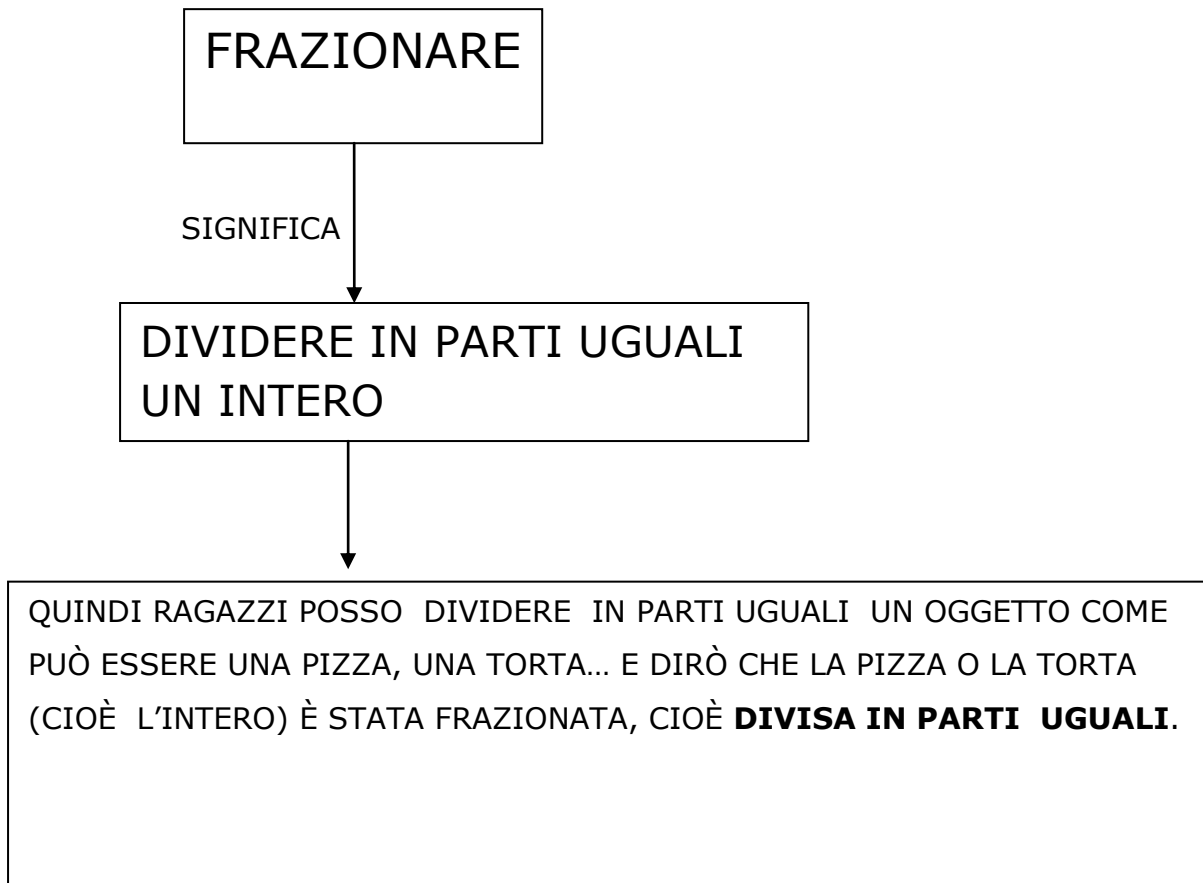 FRAZIONARE
SIGNIFICA
DIVIDERE IN PARTI UGUALI
UN INTERO
QUINDI RAGAZZI POSSO  DIVIDERE  IN PARTI UGUALI  UN OGGETTO COME
PUÒ ESSERE UNA PIZZA, UNA TORTA… E DIRÒ CHE LA PIZZA O LA TORTA
(CIOÈ  L’INTERO) È STATA FRAZIONATA, CIOÈ DIVISA IN PARTI  UGUALI.